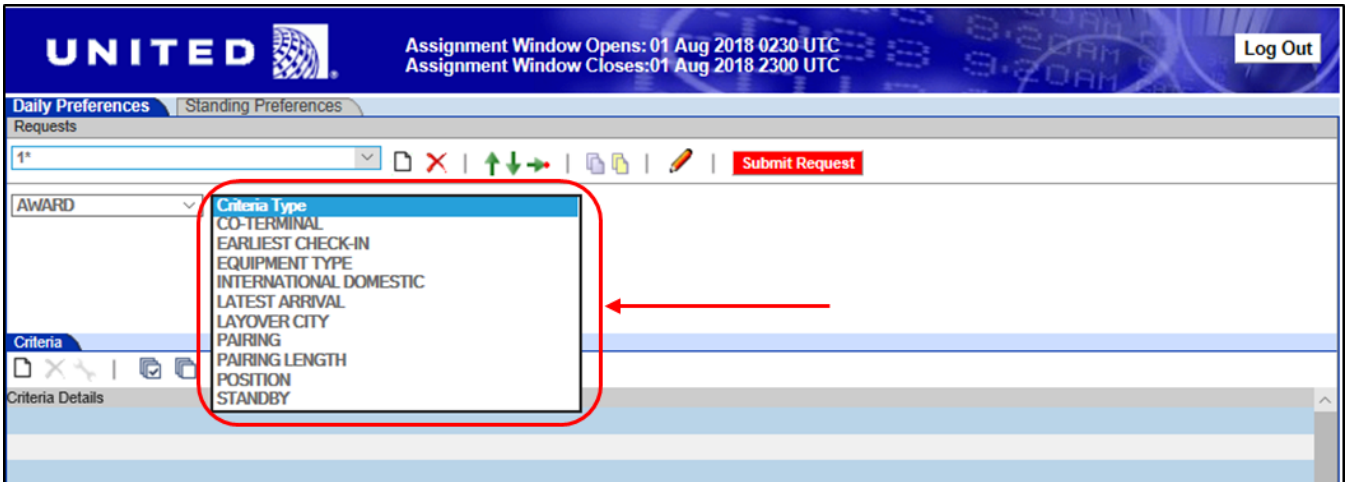 UNITED
Assignment Window Opens: 01 Aug 2018 0230 UTC
Assignment Window Closes:01 Aug 2018 2300 UTC
Log Out
Daily Preferences
Standing Preferences
Requests
1*
Submit Request
AWARD
Criteria Type
CO-TERMINAL
EARLIEST CHECK-IN
EQUIPMENT TYPE
INTERNATIONAL DOMESTIC
LATEST ARRIVAL
LAYOVER CITY
PAIRING
PAIRING LENGTH
POSITION
STANDBY
Criteria
Criteria Details